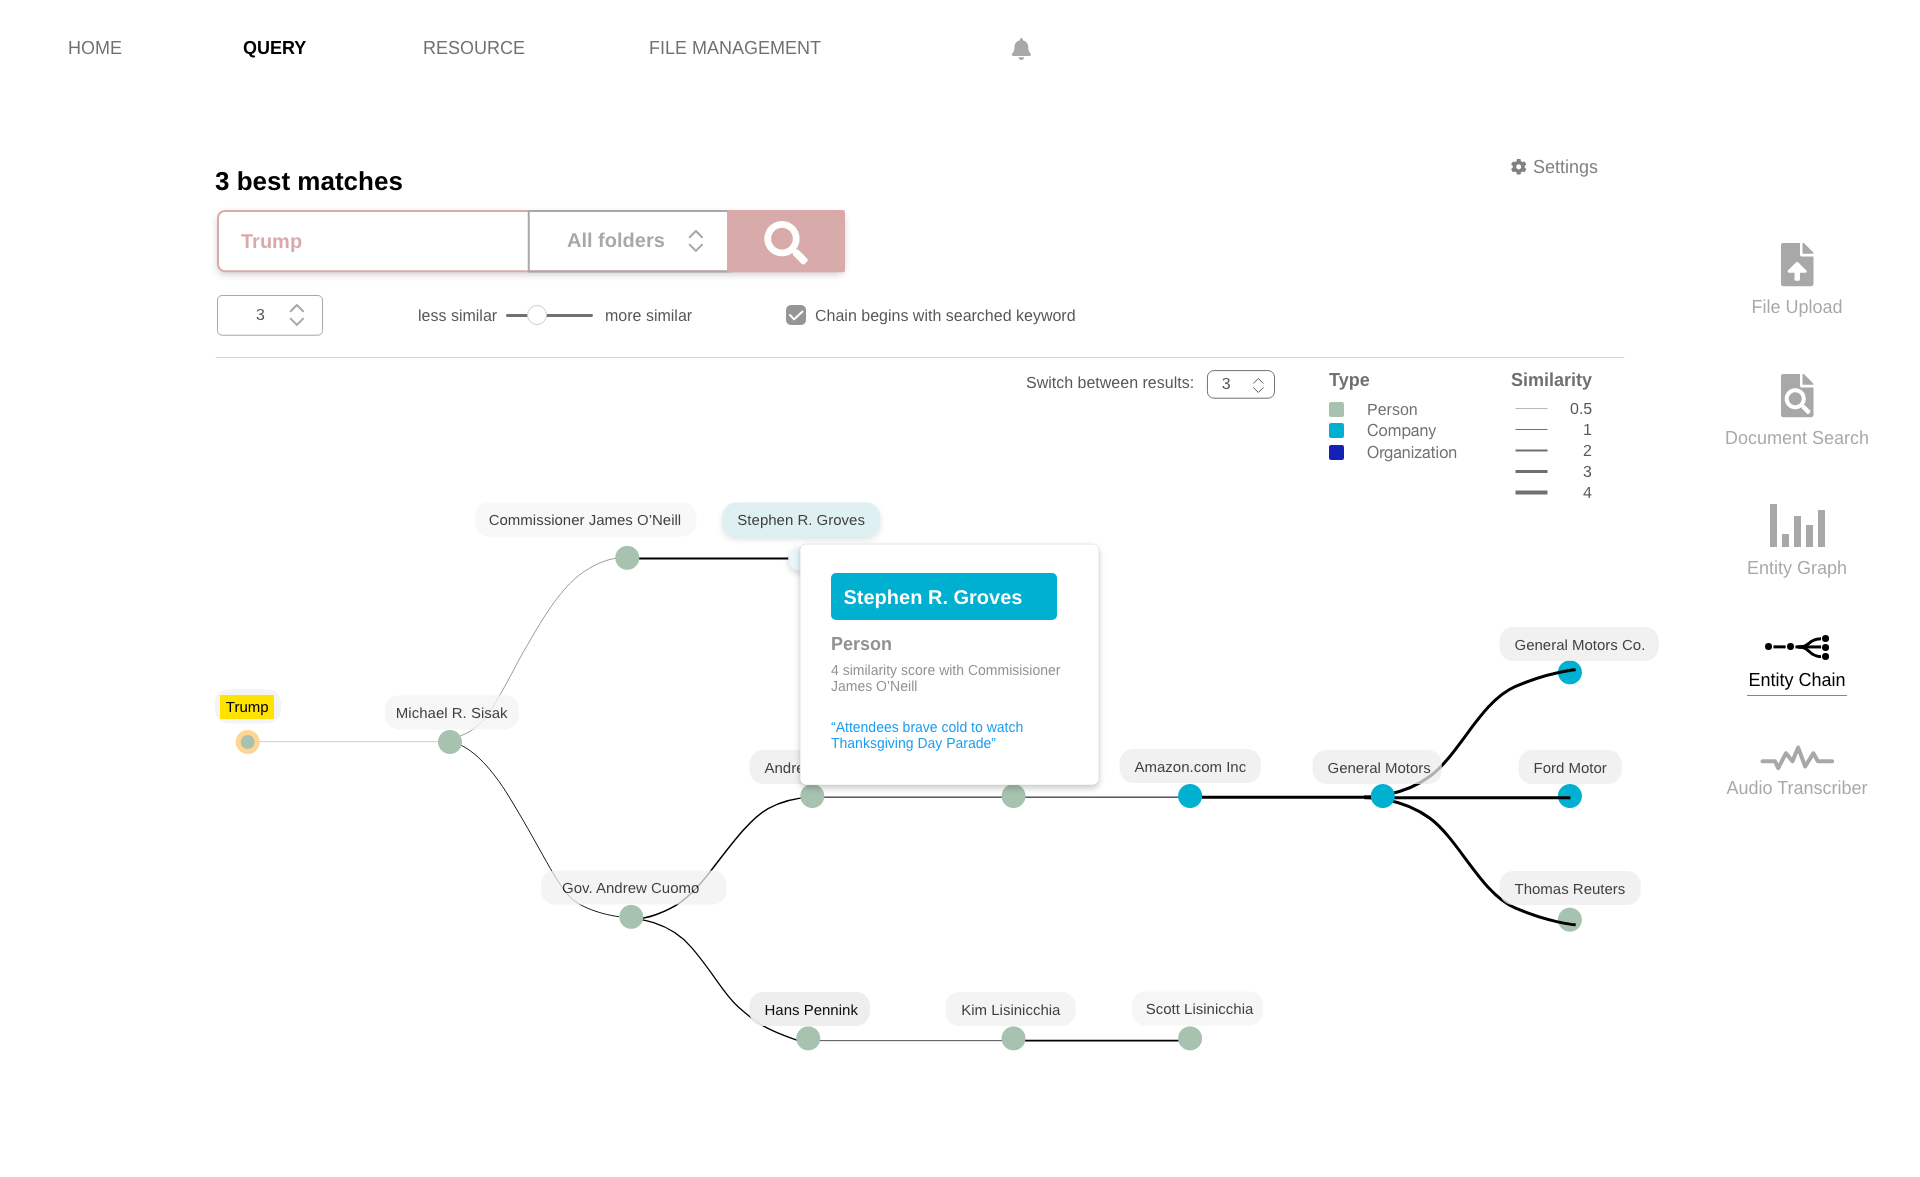 HOME
QUERY
RESOURCE
FILE MANAGEMENT
3 best matches
Settings
Trump
All folders
3
less similar
more similar
Chain begins with searched keyword
Switch between results:
3
Type
Person
Company
Organization
Similarity
0.5
1
2
3
4
File Upload
Document Search
Entity Graph
Entity Chain
Audio Transcriber
Commissioner James O’Neill
Stephen R. Groves
Stephen R. Groves
Person
4 similarity score with Commisisioner
James O’Neill
“Attendees brave cold to watch
Thanksgiving Day Parade”
General Motors Co.
Trump
Michael R. Sisak
Amazon.com Inc
General Motors
Ford Motor
Gov. Andrew Cuomo
Thomas Reuters
Hans Pennink
Kim Lisinicchia
Scott Lisinicchia